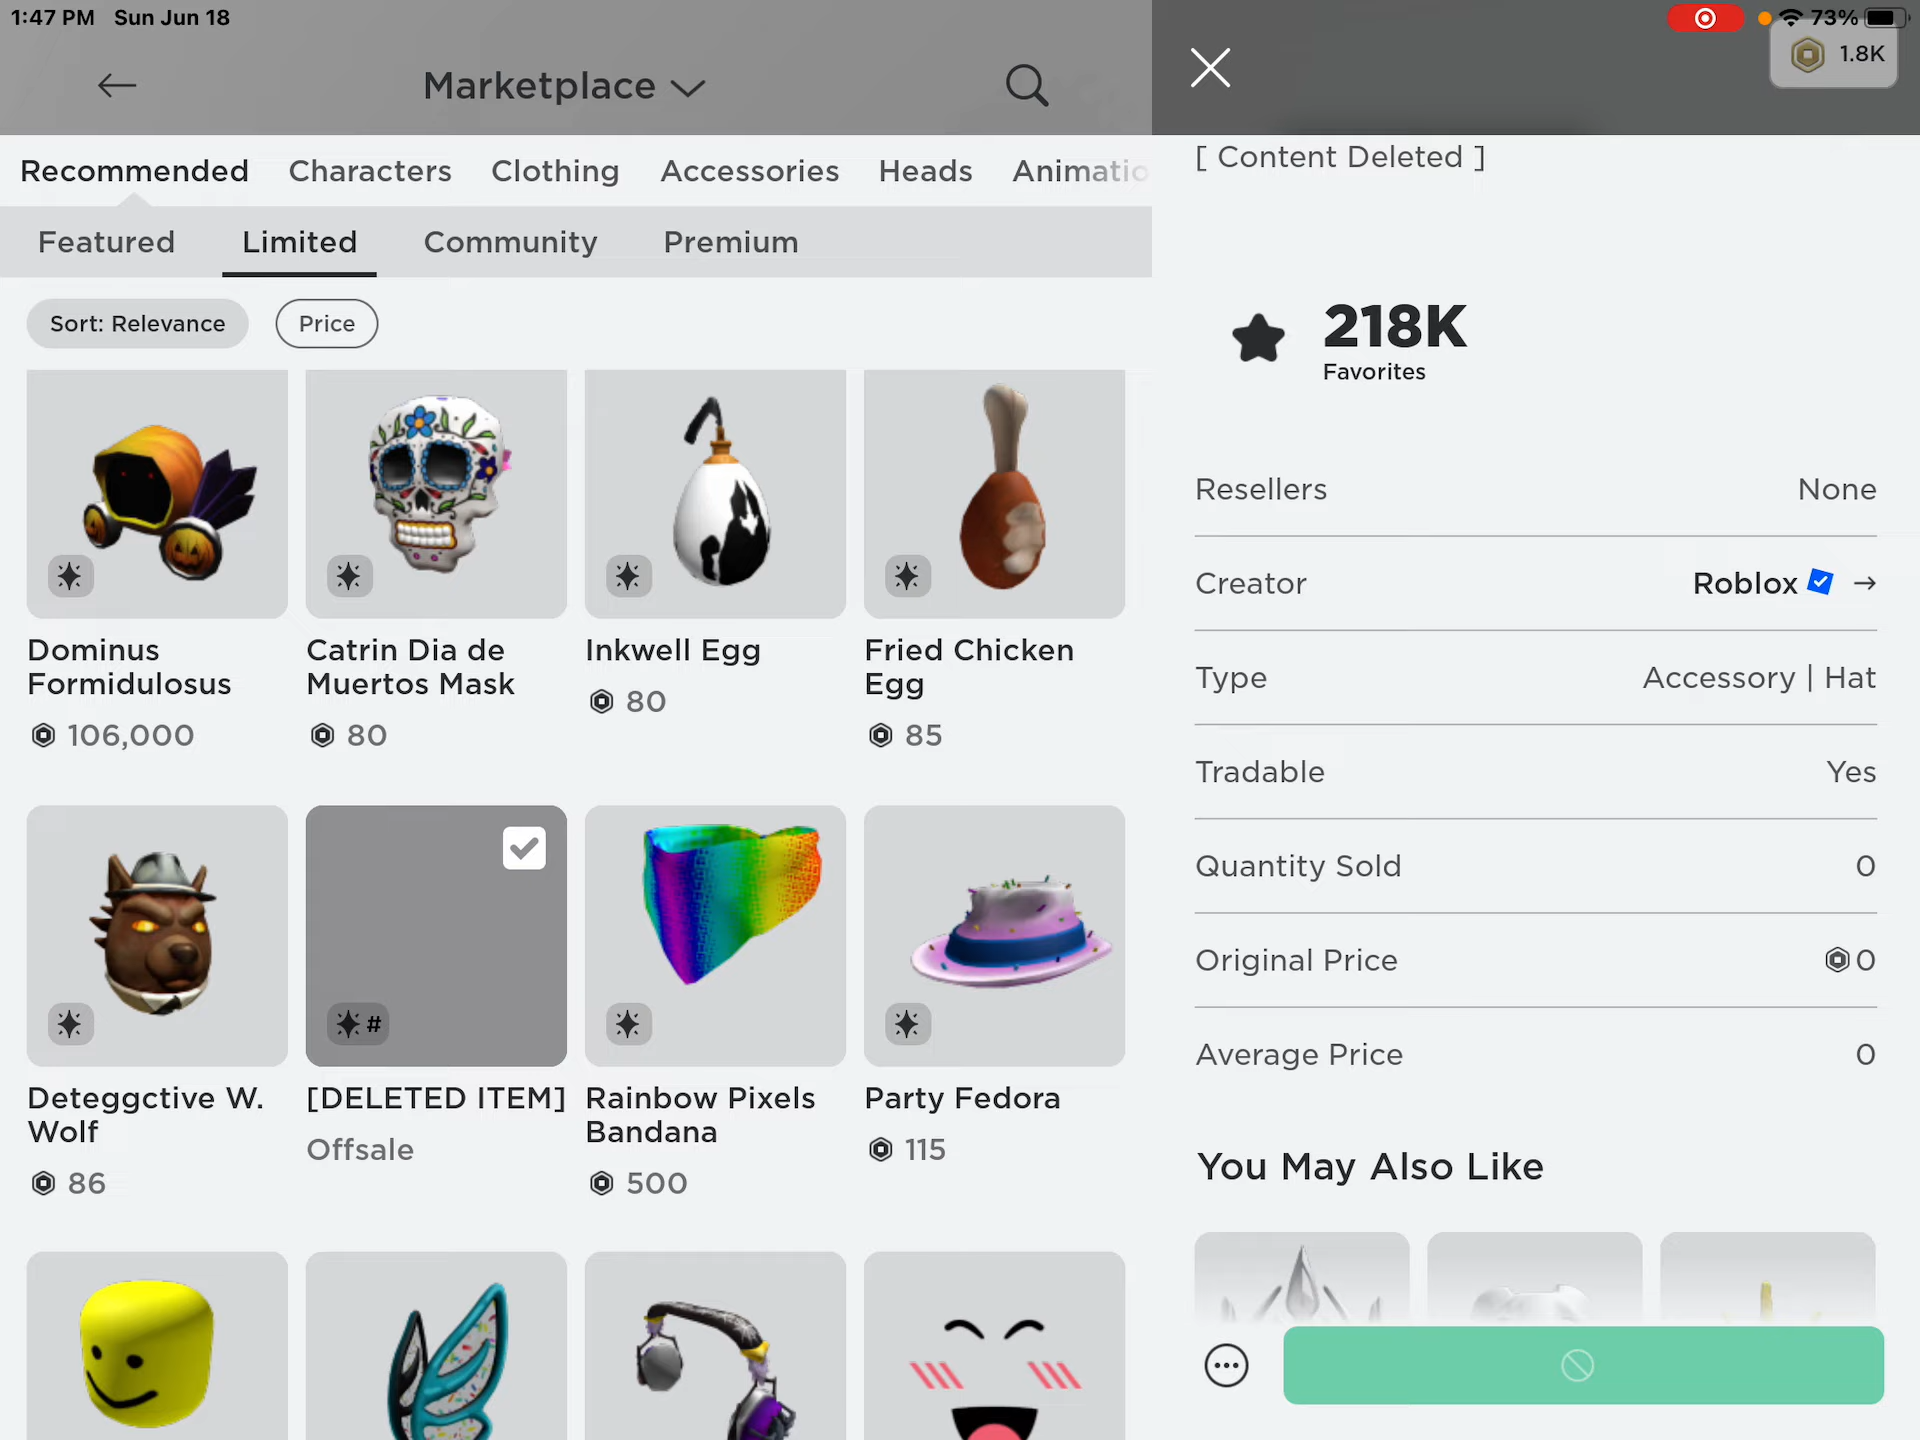 1:47 PM Sun Jun 18
73%
Marketplace
1.8K
Recommended Characters Clothing Accessories Heads Animatio
Featured Limited Community Premium
Sort: Relevance Price
Dominus
Formidulosus
106,000
Catrin Dia de
Muertos Mask
80
Inkwell Egg
80
Fried Chicken
Egg
85
#
Deteggctive W.
Wolf
86
[DELETED ITEM]
Offsale
Rainbow Pixels
Bandana
500
Party Fedora
115
[ Content Deleted ]
218K
Favorites
Resellers None
Creator Roblox
Type Accessory | Hat
Tradable Yes
Quantity Sold 0
Original Price 0
Average Price 0
You May Also Like